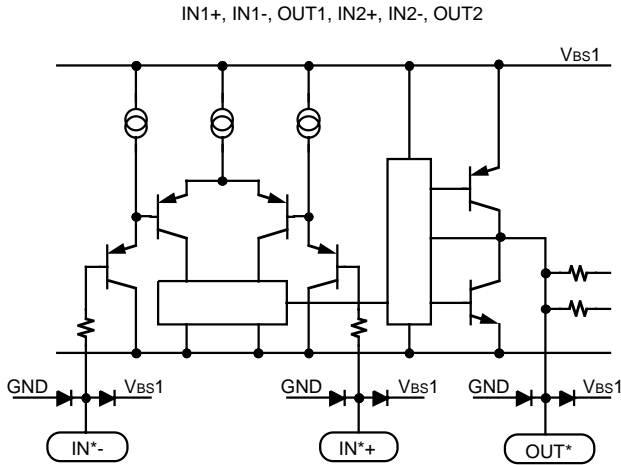 IN1+, IN1-, OUT1, IN2+, IN2-, OUT2
VBS1
GND VBS1 GND VBS1 GND VBS1
IN*- IN*+ OUT*